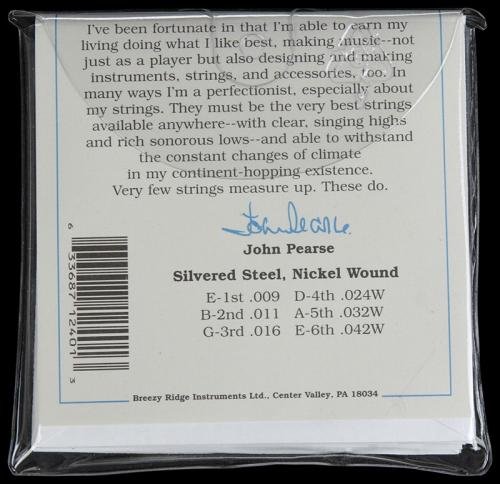 I've been fortunate in that I'm able to earn my
living doing what I like best, making music--not
just as a player but also designing and making
instruments, strings, and accessories, too. In
many ways I'm a perfectionist, especially about
my strings. They must be the very best strings
available anywhere--with clear, singing highs
and rich sonorous lows--and able to withstand
the constant changes of climate
in my continent-hopping existence.
Very few strings measure up. These do.
John Pearse
John Pearse
Silvered Steel, Nickel Wound
E-1st .009 D-4th .024W
B-2nd .011 A-5th .032W
G-3rd .016 E-6th .042W
6 33687 12401 3
Breezy Ridge Instruments Ltd., Center Valley, PA 18034